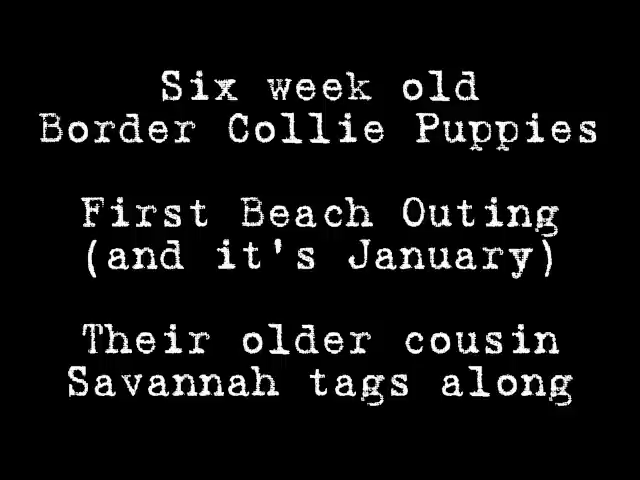 Six week old
Border Collie Puppies
First Beach Outing
(and it's January)
Their older cousin
Savannah tags along